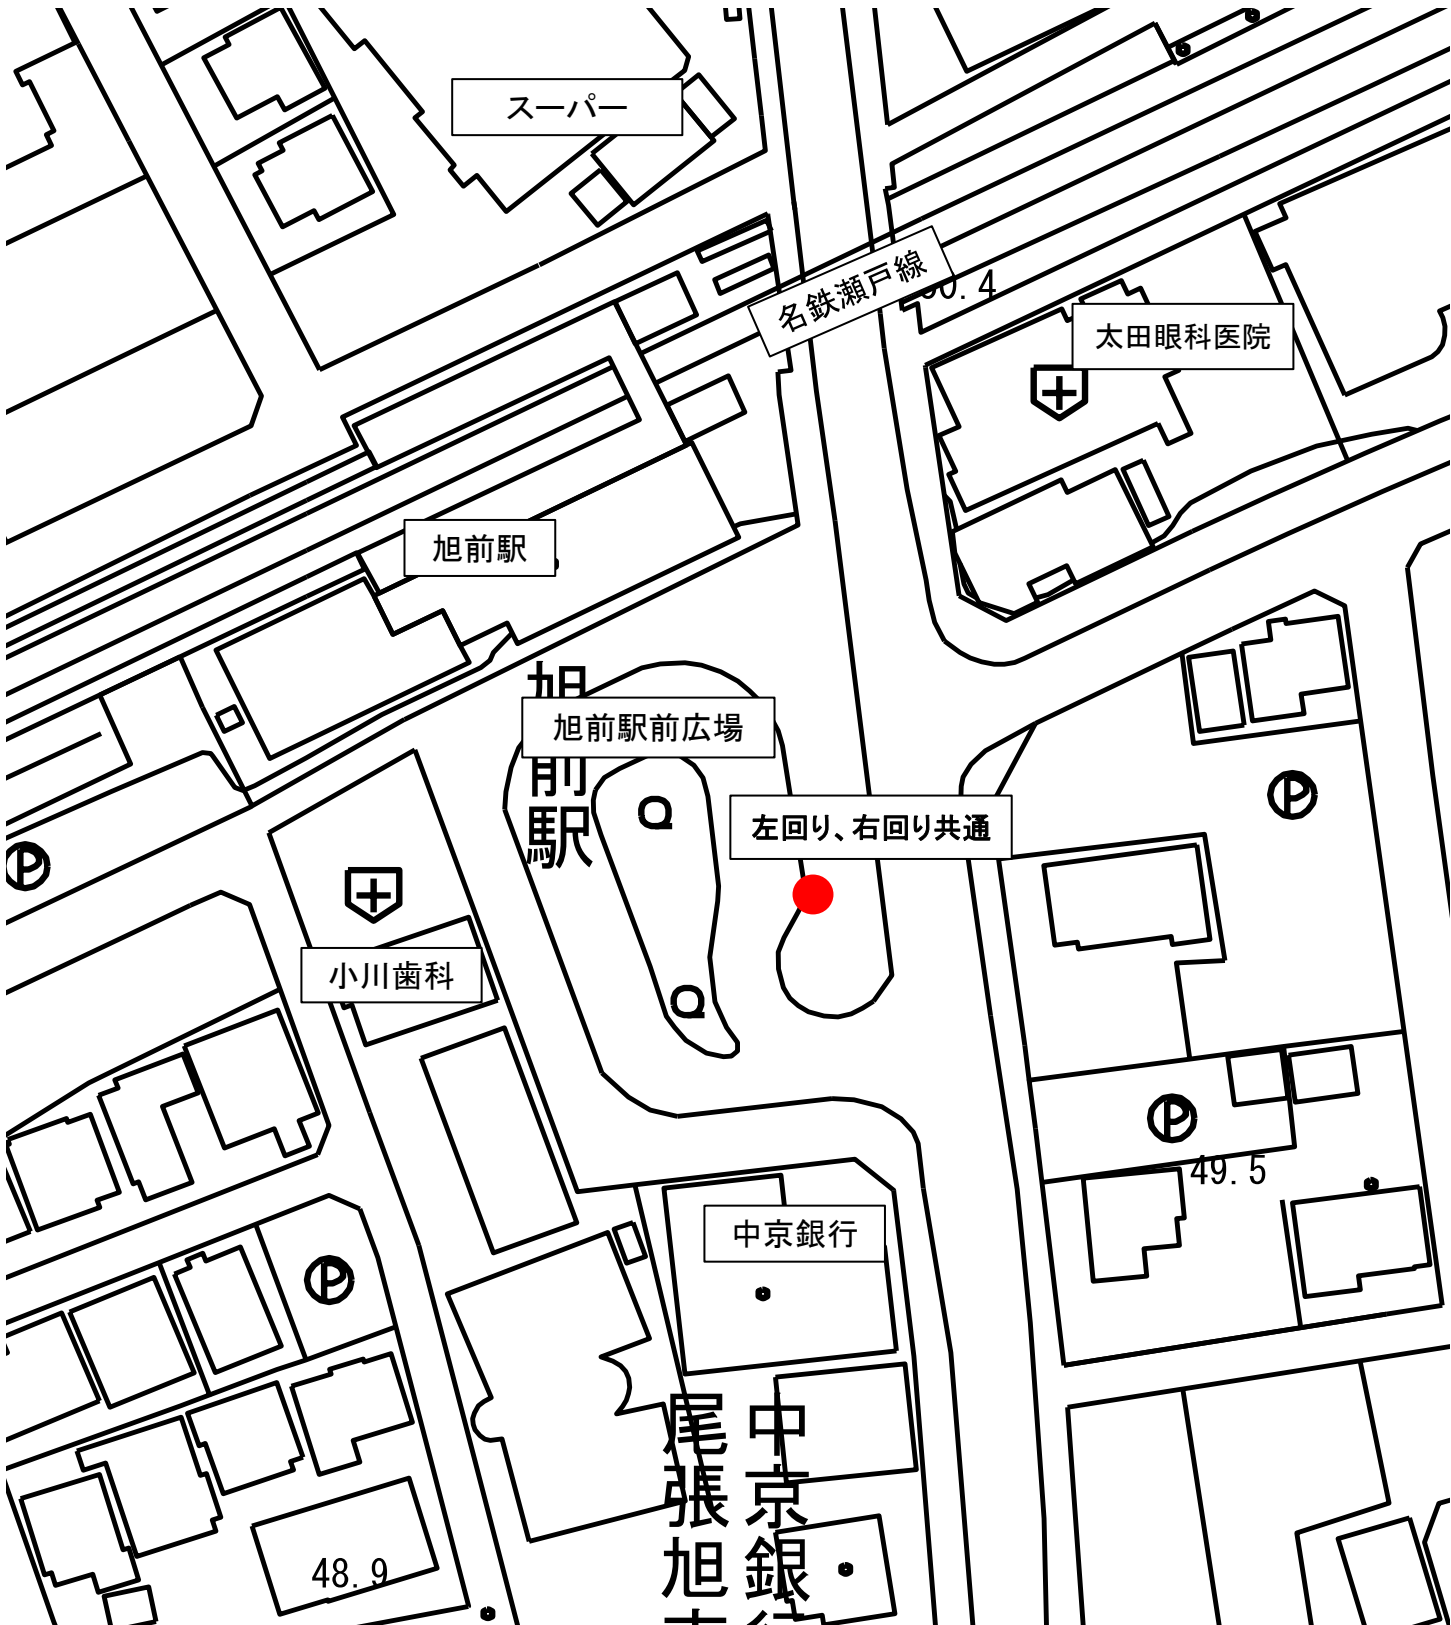 スーパー
名鉄瀬戸線
太田眼科医院
旭前駅
旭前駅
旭前駅前広場
左回り、右回り共通
小川歯科
49.5
中京銀行
中京銀行
尾張旭
48.9